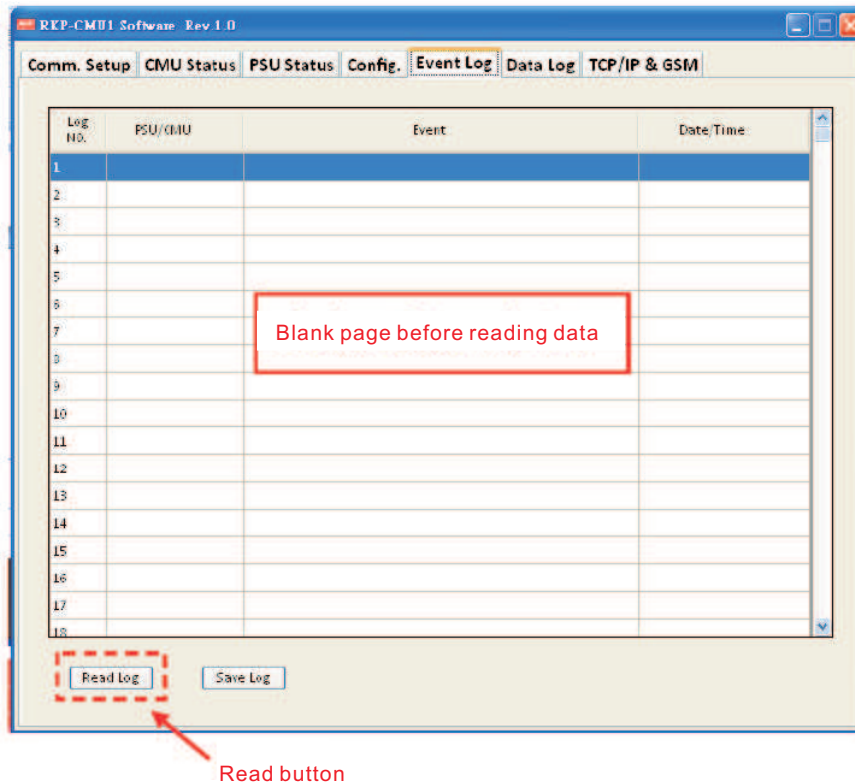 RKP-CMU1 Software Rev 1.0
Comm. Setup CMU Status PSU Status Config. Event Log Data Log TCP/IP & GSM
Log
NO.
PSU/CMU
Event
Date/Time
1
2
3
4
5
6
7
8
9
10
11
12
13
14
15
16
17
18
Blank page before reading data
Read Log
Save Log
Read button